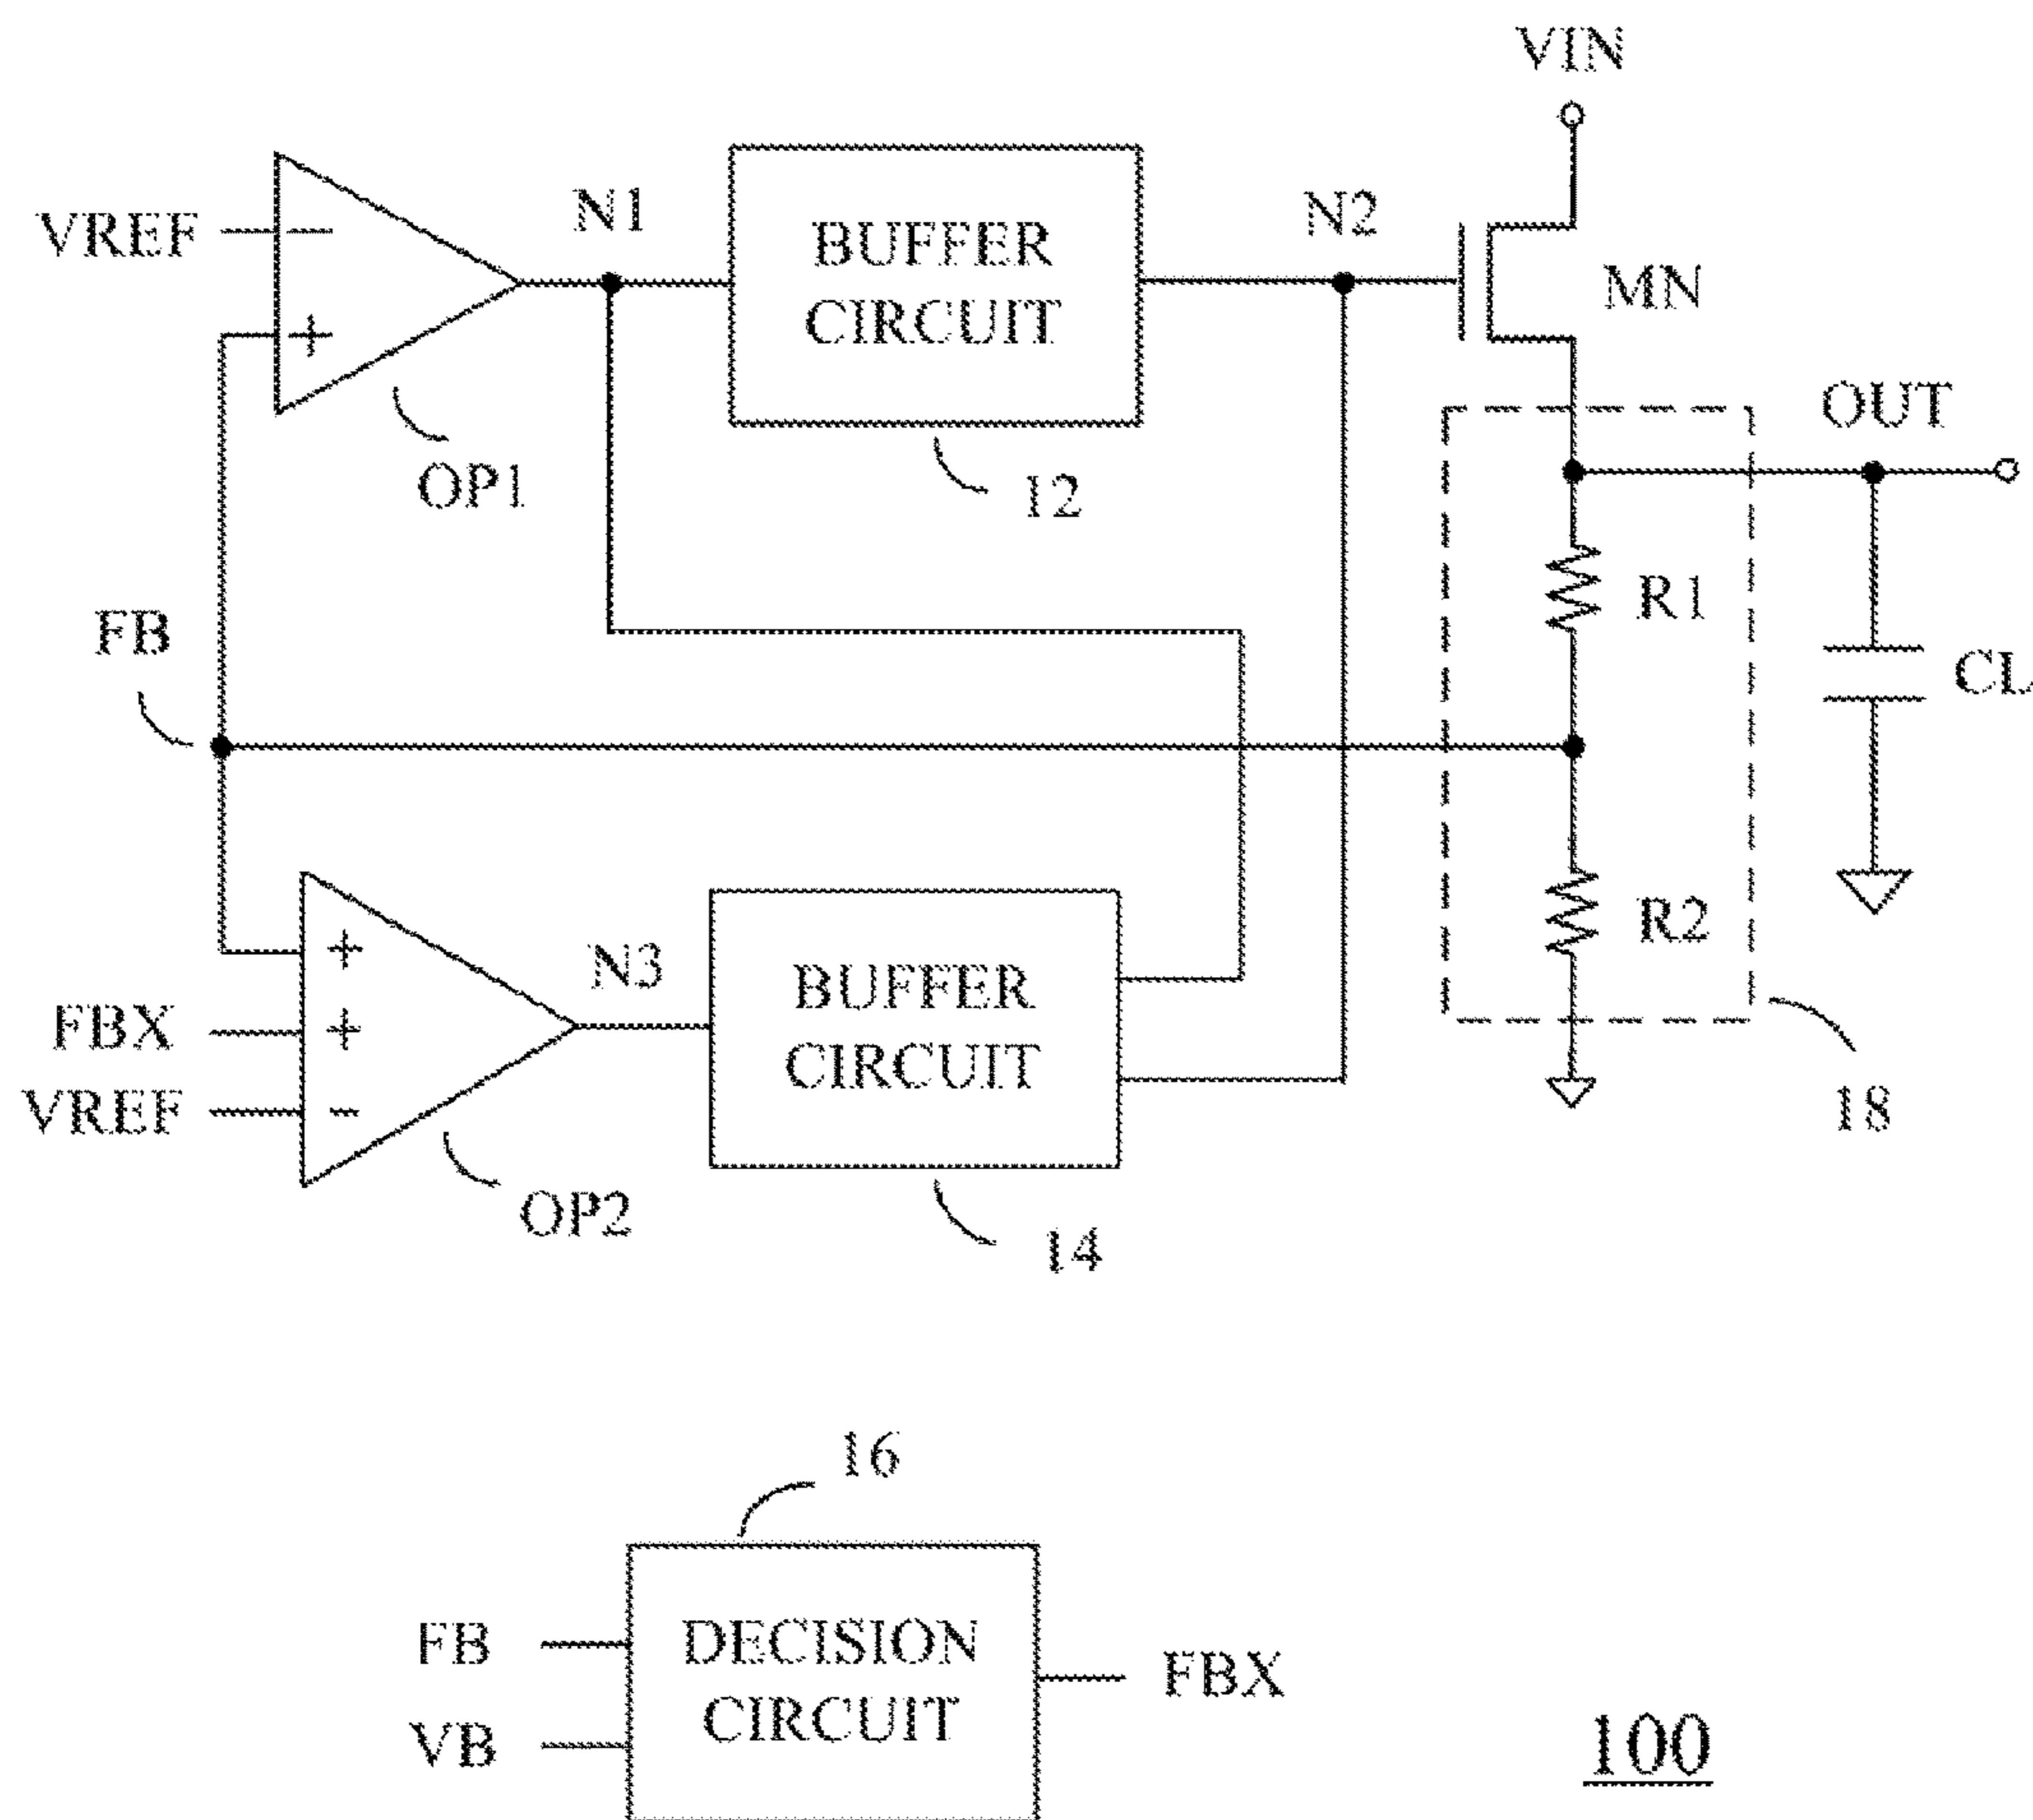 VIN
VREF
−
+
OP1
N1
BUFFER
CIRCUIT
12
N2
MN
OUT
R1
CL
FB
R2
18
+
FBX
+
VREF
-
OP2
N3
BUFFER
CIRCUIT
14
16
FB
VB
DECISION
CIRCUIT
FBX
100